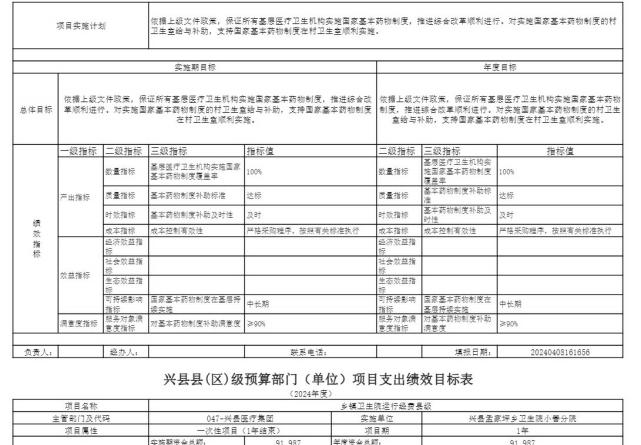 项目实施计划
依据上级文件政策，保证所有基层医疗卫生机构实施国家基本药物制度，推进综合改革顺利进行。对实施国家基本药物制度的村
卫生室给与补助，支持国家基本药物制度在村卫生室顺利实施。
总体目标
实施期目标
年度目标
依据上级文件政策，保证所有基层医疗卫生机构实施国家基本药物制度，推进综合改
革顺利进行。对实施国家基本药物制度的村卫生室给与补助，支持国家基本药物制度
在村卫生室顺利实施。
依据上级文件政策，保证所有基层医疗卫生机构实施国家基本药物
制度，推进综合改革顺利进行。对实施国家基本药物制度的村卫生
室给与补助，支持国家基本药物制度在村卫生室顺利实施。
绩效指标
一级指标 二级指标 三级指标 指标值 二级指标 三级指标 指标值
产出指标
数量指标 基层医疗卫生机构实施国家基本药物制度覆盖率 100% 数量指标 基层医疗卫生机构实施国家基本药物制度覆盖率 100%
质量指标 基本药物制度补助标准 达标 质量指标 基本药物制度补助标准 达标
时效指标 基本药物制度补助及时性 及时 时效指标 基本药物制度补助及时性 及时
成本指标 成本控制有效性 严格采购程序，按照有关标准执行 成本指标 成本控制有效性 严格采购程序，按照有关标准执行
效益指标
经济效益指标 经济效益指标
社会效益指标 社会效益指标
生态效益指标 生态效益指标
可持续影响指标 国家基本药物制度在基层持续实施 中长期 可持续影响指标 国家基本药物制度在基层持续实施 中长期
满意度指标 服务对象满意度指标 对基本药物制度补助满意度 ≥90% 服务对象满意度指标 对基本药物制度补助满意度 ≥90%
负责人： 经办人： 联系电话： 填报日期： 20240403161656
兴县县(区)级预算部门（单位）项目支出绩效目标表
（2024年度）
项目名称 乡镇卫生院运行经费县级
主管部门及代码 047-兴县医疗集团 实施单位 兴县孟家坪乡卫生院小善分院
项目属性 一次性项目（1年结束） 项目期 1年
实施期资金总额： 91,987 年度资金总额： 91,987